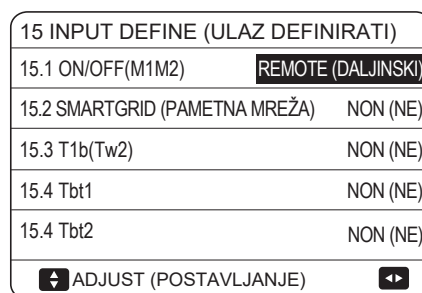 15 INPUT DEFINE (ULAZ DEFINIRATI)
15.1 ON/OFF(M1M2) REMOTE (DALJINSKI)
15.2 SMARTGRID (PAMETNA MREŽA) NON (NE)
15.3 T1b(Tw2) NON (NE)
15.4 Tbt1 NON (NE)
15.4 Tbt2 NON (NE)
ADJUST (POSTAVLJANJE)